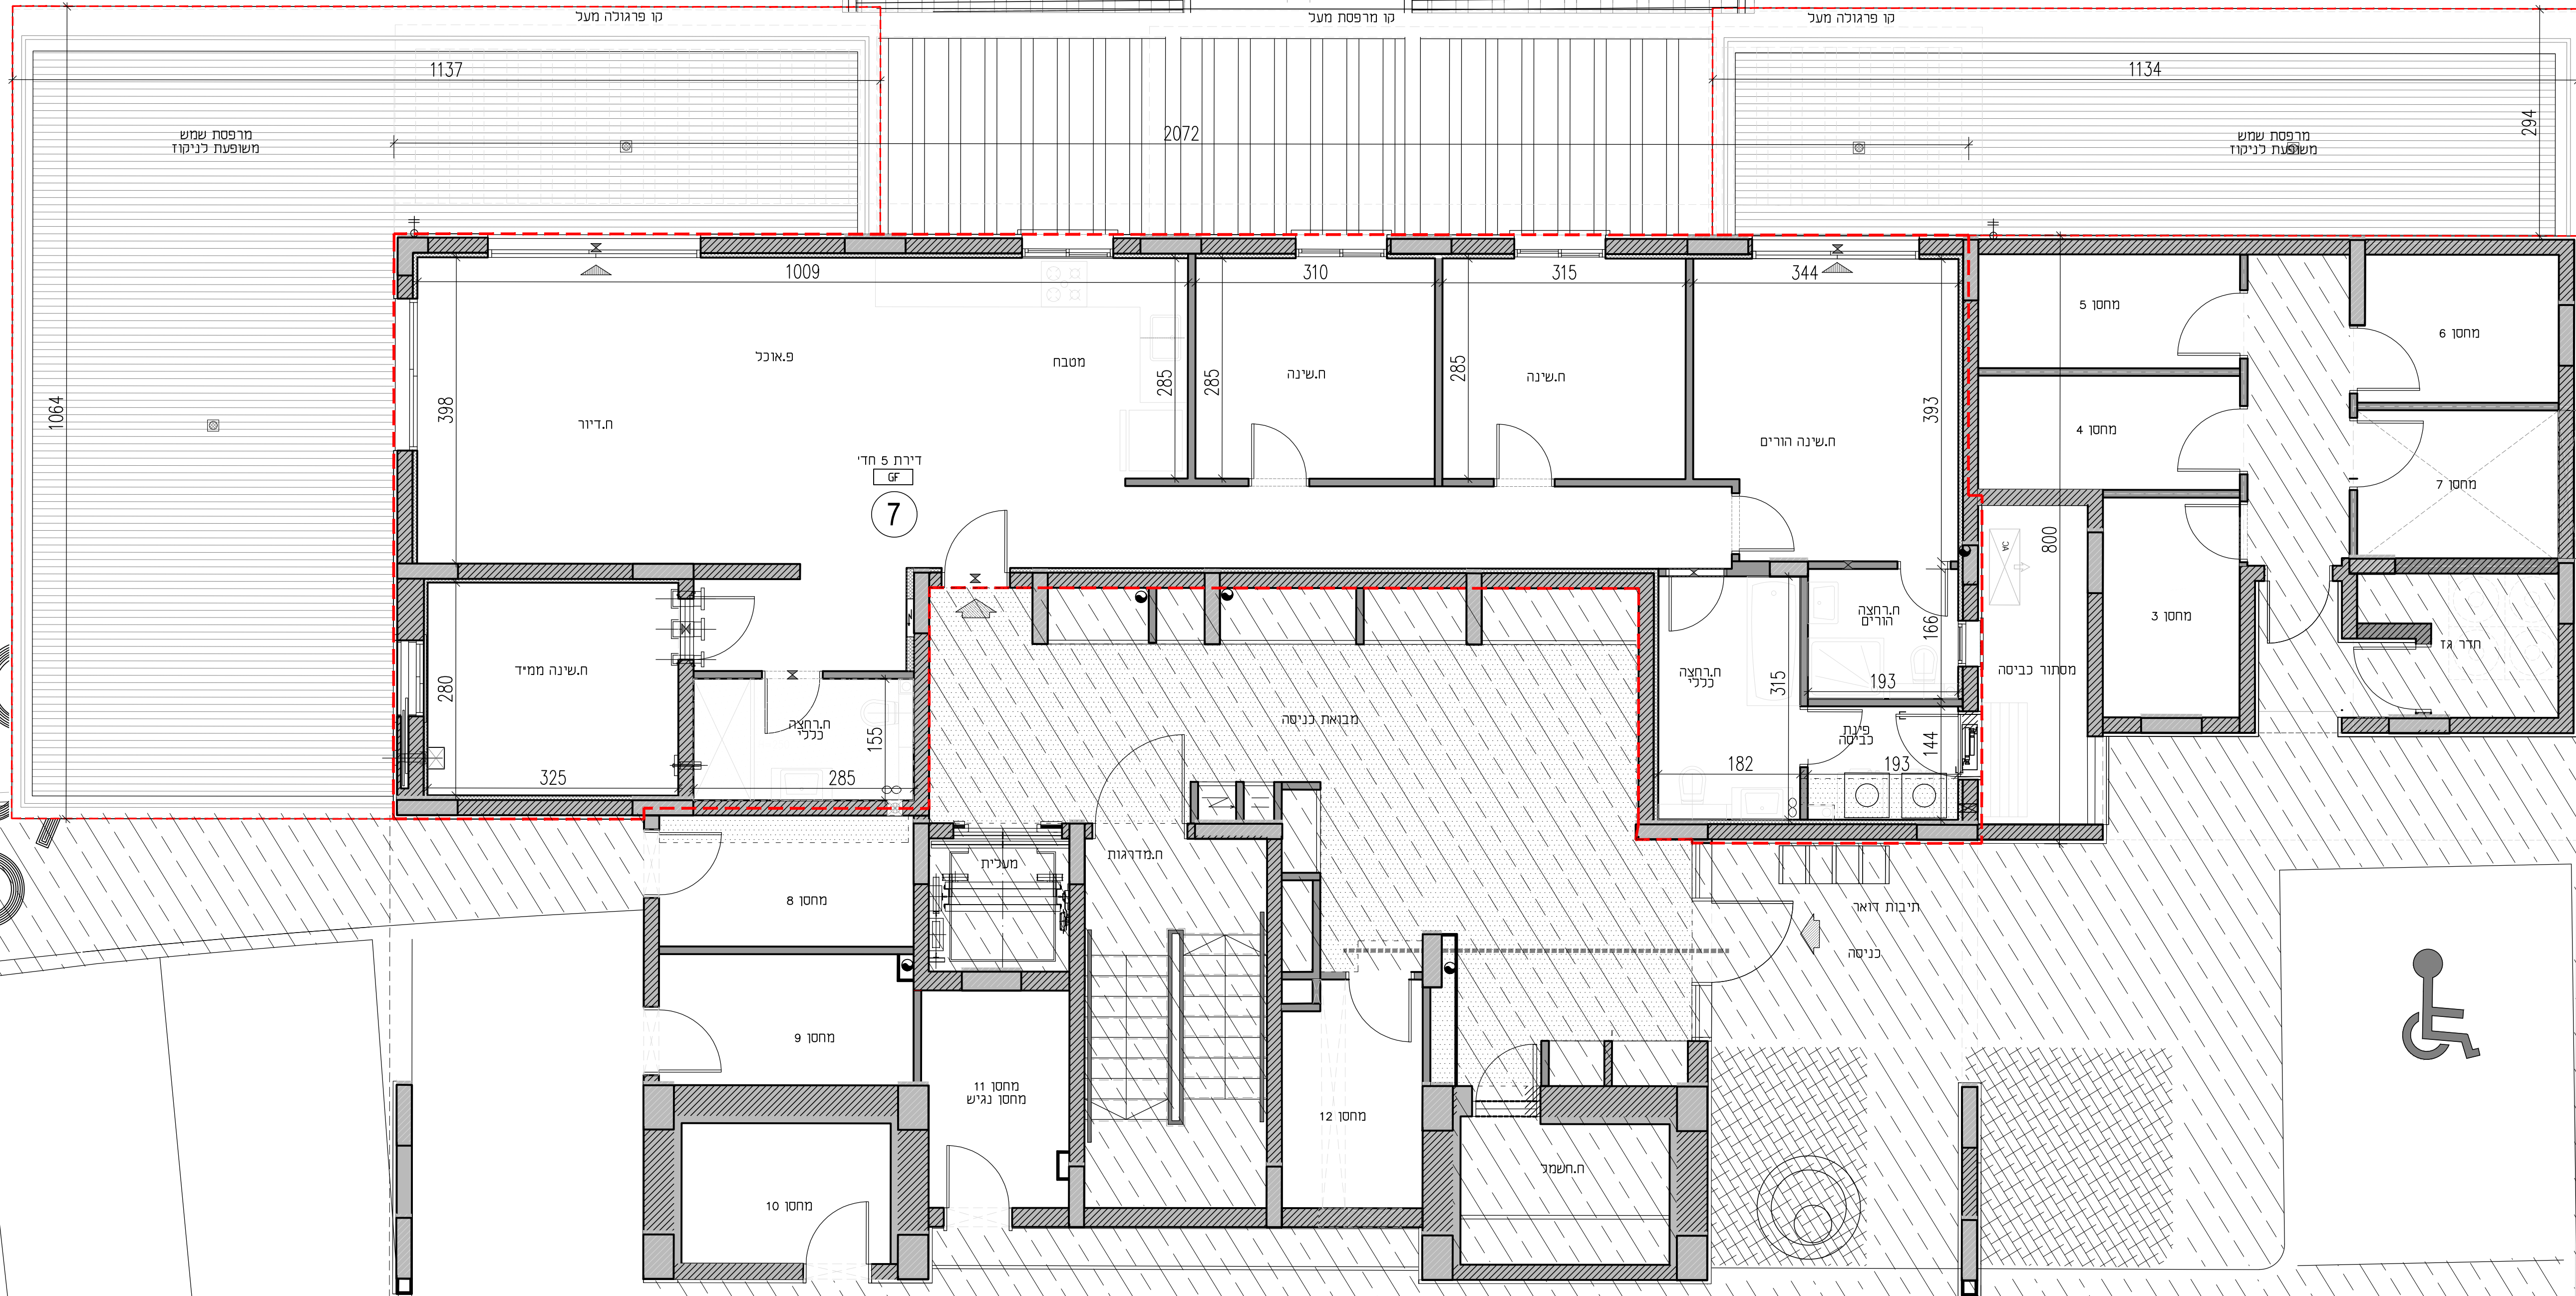 קו פרגולה מעל
קו מרפסת מעל
קו פרגולה מעל
1137
1134
294
2072
מרפסת שמש
משופעת לניקוז
מרפסת שמש
משופעת לניקוז
1009
310
315
344
מחסן 5
מחסן 6
פ.אוכל
מטבח
285
285
ח.שינה
285
ח.שינה
1064
398
ח.דיור
393
ח.שינה הורים
מחסן 4
דירת 5 חד׳
GF
7
מחסן 7
800
AC
ח.רחצה
הורים
166
מחסן 3
חדר גז
280
ח.שינה ממ״ד
ח.רחצה
כללי
315
193
מסתור כביסה
ח.רחצה
כללי
155
מבואת כניסה
פינת
כביסה
144
325
285
182
193
מעלית
ח.מדרגות
מחסן 8
תיבות דואר
כניסה
מחסן 9
מחסן 11
מחסן נגיש
מחסן 12
מחסן 10
ח.חשמל